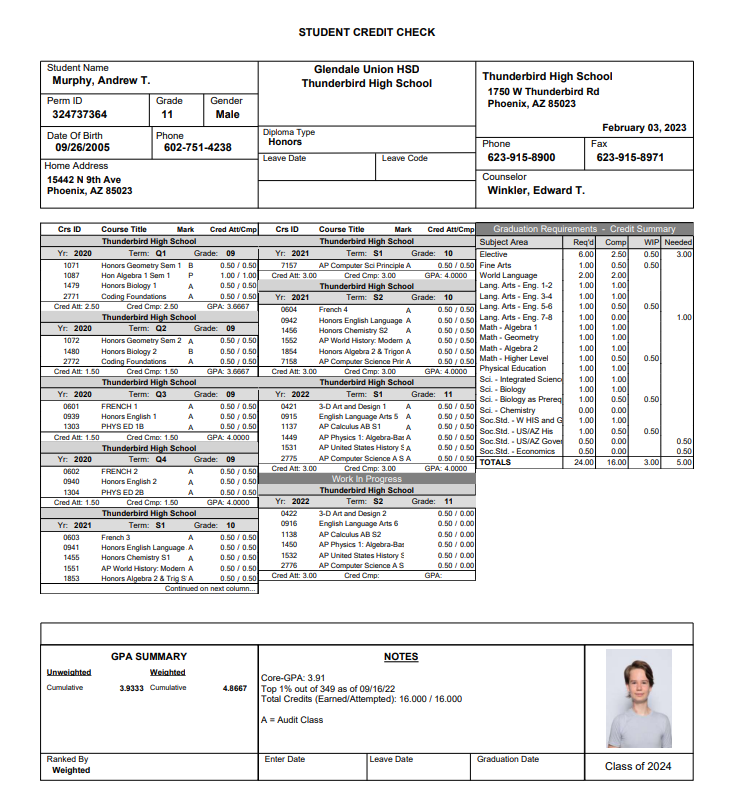 STUDENT CREDIT CHECK
Student Name
Murphy, Andrew T.
Perm ID
324737364
Grade
11
Gender
Male
Date Of Birth
09/26/2005
Phone
602-751-4238
Home Address
15442 N 9th Ave
Phoenix, AZ 85023
Glendale Union HSD
Thunderbird High School
Diploma Type
Honors
Leave Date
Leave Code
Thunderbird High School
1750 W Thunderbird Rd
Phoenix, AZ 85023
February 03, 2023
Phone
623-915-8900
Fax
623-915-8971
Counselor
Winkler, Edward T.
Crs ID Course Title Mark Cred Att/Cmp
Thunderbird High School
Yr: 2020 Term: Q1 Grade: 09
1071 Honors Geometry Sem 1 B 0.50 / 0.50
1087 Hon Algebra 1 Sem 1 P 1.00 / 1.00
1479 Honors Biology 1 A 0.50 / 0.50
2771 Coding Foundations A 0.50 / 0.50
Cred Att: 2.50 Cred Cmp: 2.50 GPA: 3.6667
Thunderbird High School
Yr: 2020 Term: Q2 Grade: 09
1072 Honors Geometry Sem 2 A 0.50 / 0.50
1480 Honors Biology 2 B 0.50 / 0.50
2772 Coding Foundations A 0.50 / 0.50
Cred Att: 1.50 Cred Cmp: 1.50 GPA: 3.6667
Thunderbird High School
Yr: 2020 Term: Q3 Grade: 09
0601 FRENCH 1 A 0.50 / 0.50
0939 Honors English 1 A 0.50 / 0.50
1303 PHYS ED 1B A 0.50 / 0.50
Cred Att: 1.50 Cred Cmp: 1.50 GPA: 4.0000
Thunderbird High School
Yr: 2020 Term: Q4 Grade: 09
0602 FRENCH 2 A 0.50 / 0.50
0940 Honors English 2 A 0.50 / 0.50
1304 PHYS ED 2B A 0.50 / 0.50
Cred Att: 1.50 Cred Cmp: 1.50 GPA: 4.0000
Thunderbird High School
Yr: 2021 Term: S1 Grade: 10
0603 French 3 A 0.50 / 0.50
0941 Honors English Language A 0.50 / 0.50
1455 Honors Chemistry S1 A 0.50 / 0.50
1551 AP World History: Modern A 0.50 / 0.50
1853 Honors Algebra 2 & Trig S A 0.50 / 0.50
Continued on next column...
Crs ID Course Title Mark Cred Att/Cmp
Thunderbird High School
Yr: 2021 Term: S1 Grade: 10
7157 AP Computer Sci Principle A 0.50 / 0.50
Cred Att: 3.00 Cred Cmp: 3.00 GPA: 4.0000
Thunderbird High School
Yr: 2021 Term: S2 Grade: 10
0604 French 4 A 0.50 / 0.50
0942 Honors English Language A 0.50 / 0.50
1456 Honors Chemistry S2 A 0.50 / 0.50
1552 AP World History: Modern A 0.50 / 0.50
1854 Honors Algebra 2 & Trigon A 0.50 / 0.50
7158 AP Computer Science Prir A 0.50 / 0.50
Cred Att: 3.00 Cred Cmp: 3.00 GPA: 4.0000
Thunderbird High School
Yr: 2022 Term: S1 Grade: 11
0421 3-D Art and Design 1 A 0.50 / 0.50
0915 English Language Arts 5 A 0.50 / 0.50
1137 AP Calculus AB S1 A 0.50 / 0.50
1449 AP Physics 1: Algebra-Bas A 0.50 / 0.50
1531 AP United States History S A 0.50 / 0.50
2775 AP Computer Science A S A 0.50 / 0.50
Cred Att: 3.00 Cred Cmp: 3.00 GPA: 4.0000
Work In Progress
Thunderbird High School
Yr: 2022 Term: S2 Grade: 11
0422 3-D Art and Design 2 0.50 / 0.00
0916 English Language Arts 6 0.50 / 0.00
1138 AP Calculus AB S2 0.50 / 0.00
1450 AP Physics 1: Algebra-Bas 0.50 / 0.00
1532 AP United States History S 0.50 / 0.00
2776 AP Computer Science A S 0.50 / 0.00
Cred Att: 3.00 Cred Cmp: GPA:
Graduation Requirements - Credit Summary
Subject Area Req'd Comp WIP Needed
Elective 6.00 2.50 0.50 3.00
Fine Arts 1.00 0.50 0.50
World Language 2.00 2.00
Lang. Arts - Eng. 1-2 1.00 1.00
Lang. Arts - Eng. 3-4 1.00 1.00
Lang. Arts - Eng. 5-6 1.00 0.50 0.50
Lang. Arts - Eng. 7-8 1.00 0.00 1.00
Math - Algebra 1 1.00 1.00
Math - Geometry 1.00 1.00
Math - Algebra 2 1.00 1.00
Math - Higher Level 1.00 0.50 0.50
Physical Education 1.00 1.00
Sci. - Integrated Scienc 1.00 1.00
Sci. - Biology 1.00 1.00
Sci. - Biology as Prereq 1.00 0.50 0.50
Sci. - Chemistry 0.00 0.00
Soc.Std. - W HIS and G 1.00 1.00
Soc.Std. - US/AZ His 1.00 0.50 0.50
Soc.Std. - US/AZ Gover 0.50 0.00 0.50
Soc.Std. - Economics 0.50 0.00 0.50
TOTALS 24.00 16.00 3.00 5.00
GPA SUMMARY
Unweighted Weighted
Cumulative 3.9333 Cumulative 4.8667
Ranked By
Weighted
NOTES
Core-GPA: 3.91
Top 1% out of 349 as of 09/16/22
Total Credits (Earned/Attempted): 16.000 / 16.000
A = Audit Class
Enter Date
Leave Date
Graduation Date
Class of 2024